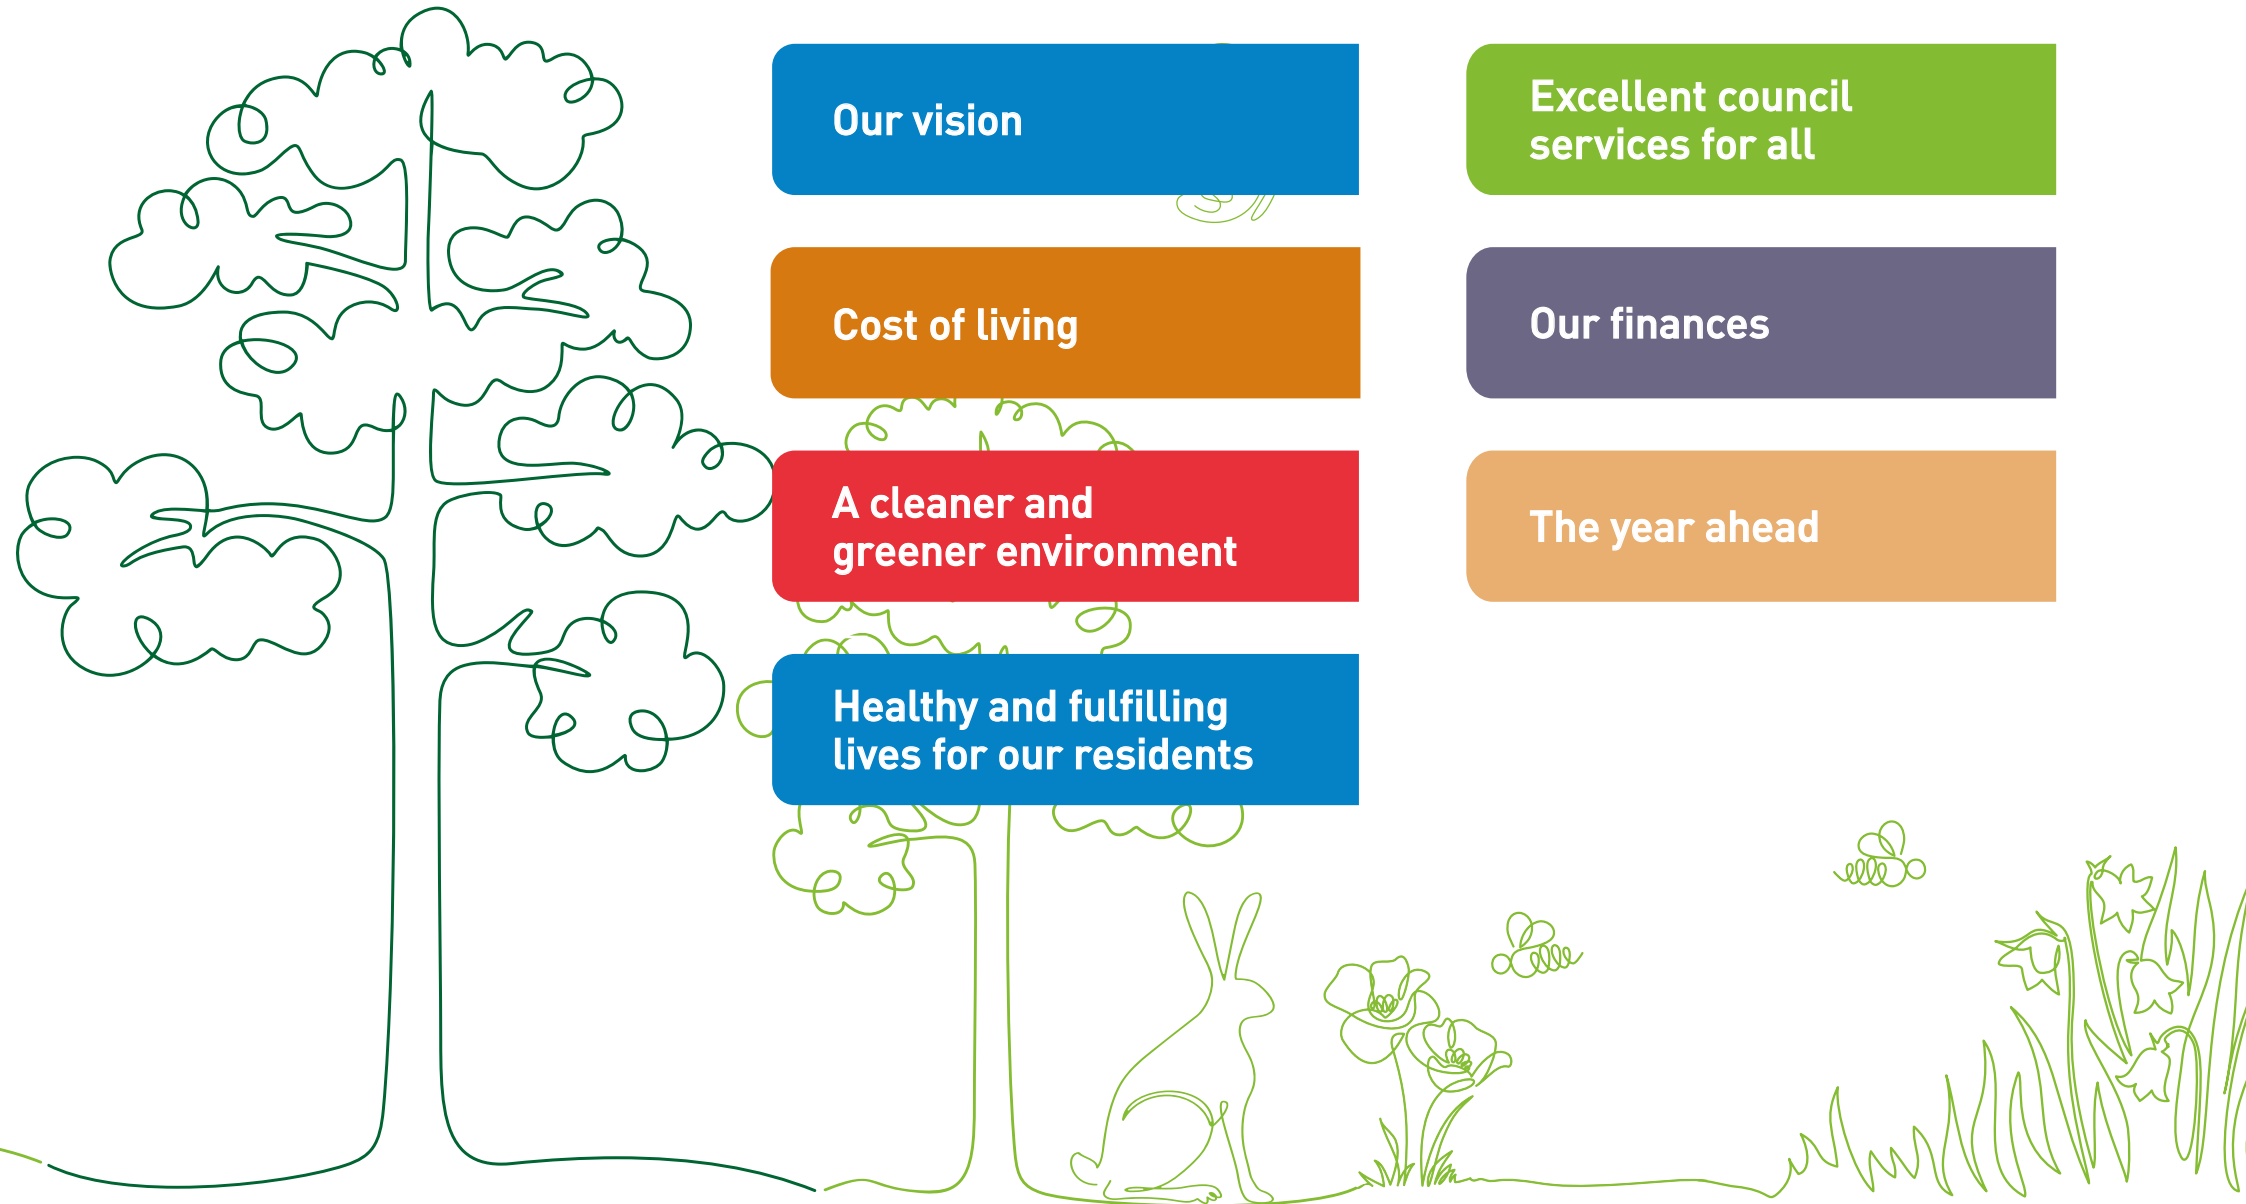 Our vision
Cost of living
A cleaner and
greener environment
Healthy and fulfilling
lives for our residents
Excellent council
services for all
Our finances
The year ahead